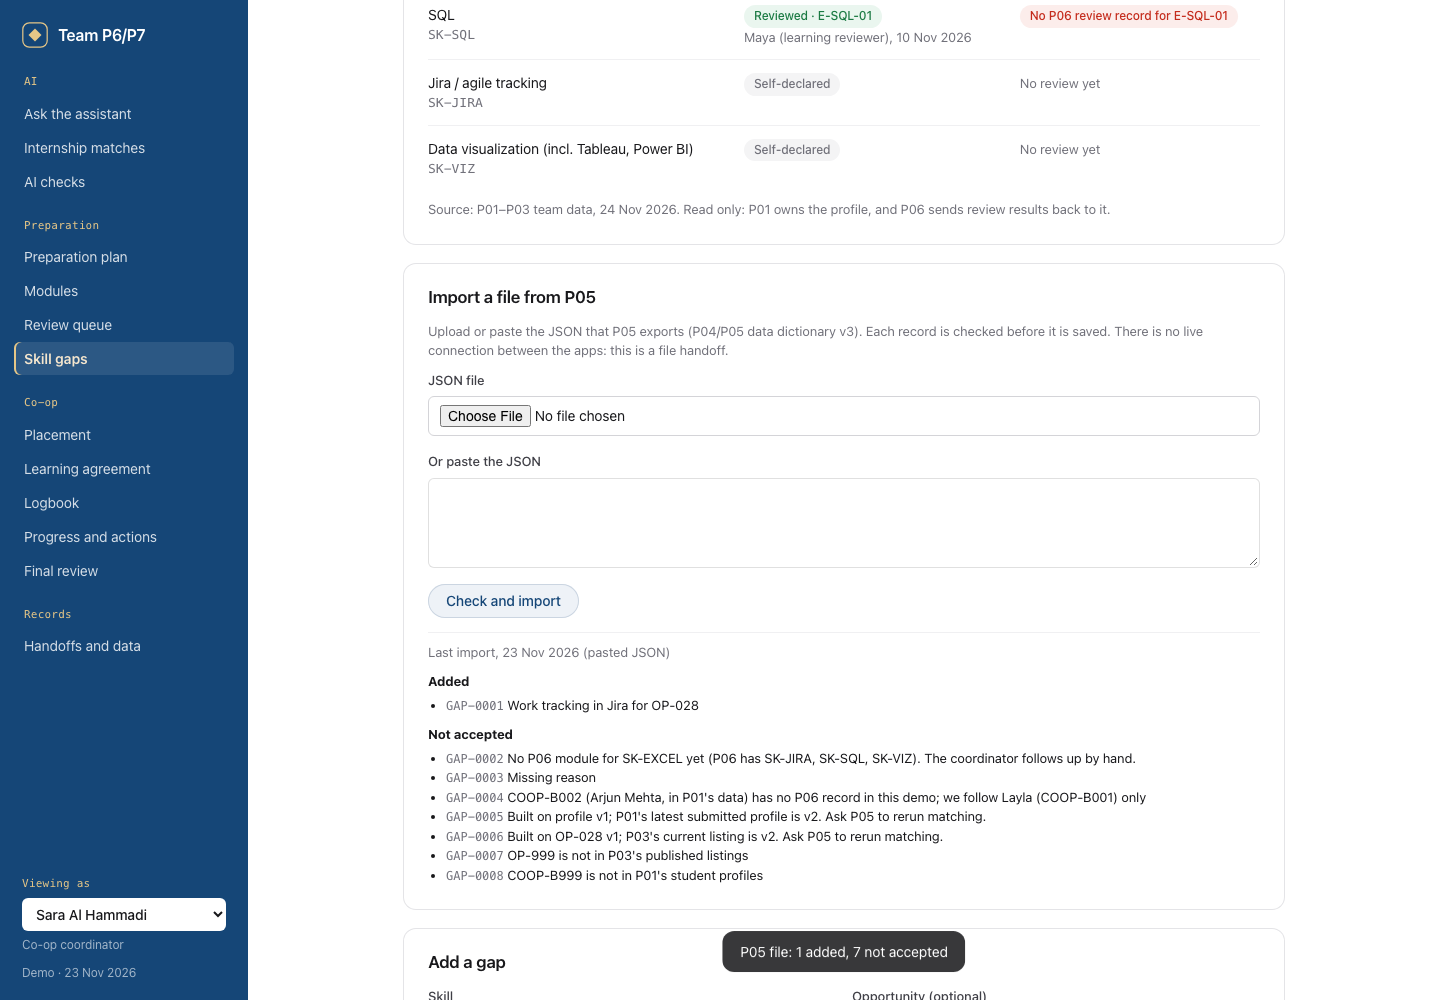 Team P6/P7
AI
Ask the assistant
Internship matches
AI checks
Preparation
Preparation plan
Modules
Review queue
Skill gaps
Co-op
Placement
Learning agreement
Logbook
Progress and actions
Final review
Records
Handoffs and data
Viewing as
Sara Al Hammadi
Co-op coordinator
Demo · 23 Nov 2026
SQL
SK-SQL
Reviewed · E-SQL-01
Maya (learning reviewer), 10 Nov 2026
No P06 review record for E-SQL-01
Jira / agile tracking
SK-JIRA
Self-declared
No review yet
Data visualization (incl. Tableau, Power BI)
SK-VIZ
Self-declared
No review yet
Source: P01–P03 team data, 24 Nov 2026. Read only: P01 owns the profile, and P06 sends review results back to it.
Import a file from P05
Upload or paste the JSON that P05 exports (P04/P05 data dictionary v3). Each record is checked before it is saved. There is no live
connection between the apps: this is a file handoff.
JSON file
Choose File No file chosen
Or paste the JSON
Check and import
Last import, 23 Nov 2026 (pasted JSON)
Added
• GAP-0001 Work tracking in Jira for OP-028
Not accepted
• GAP-0002 No P06 module for SK-EXCEL yet (P06 has SK-JIRA, SK-SQL, SK-VIZ). The coordinator follows up by hand.
• GAP-0003 Missing reason
• GAP-0004 COOP-B002 (Arjun Mehta, in P01's data) has no P06 record in this demo; we follow Layla (COOP-B001) only
• GAP-0005 Built on profile v1; P01's latest submitted profile is v2. Ask P05 to rerun matching.
• GAP-0006 Built on OP-028 v1; P03's current listing is v2. Ask P05 to rerun matching.
• GAP-0007 OP-999 is not in P03's published listings
• GAP-0008 COOP-B999 is not in P01's student profiles
Add a gap
P05 file: 1 added, 7 not accepted
Skill
Opportunity (optional)